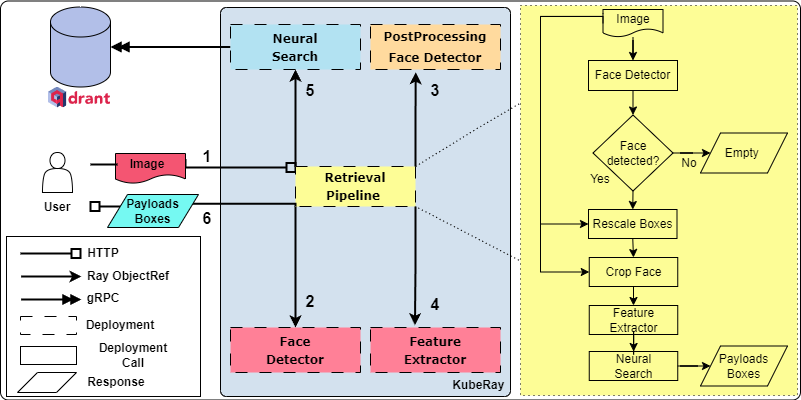 drant
Neural
Search
PostProcessing
Face Detector
5
3
1
Image
User
Payloads
Boxes
6
Retrieval
Pipeline
2
4
Face
Detector
Feature
Extractor
KubeRay
HTTP
Ray ObjectRef
gRPC
Deployment
Deployment
Call
Response
Image
Face Detector
Face
detected?
No
Empty
Yes
Rescale Boxes
Crop Face
Feature
Extractor
Neural
Search
Payloads
Boxes